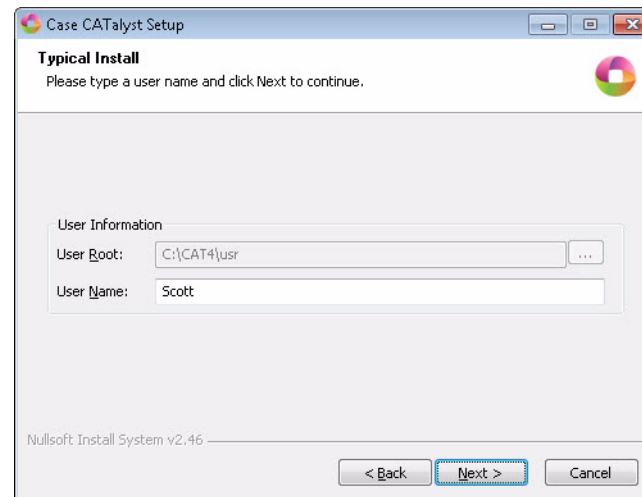 Case CATalyst Setup
Typical Install
Please type a user name and click Next to continue.
User Information
User Root: C:\CAT4\usr ...
User Name: Scott
Nullsoft Install System v2.46
< Back Next > Cancel